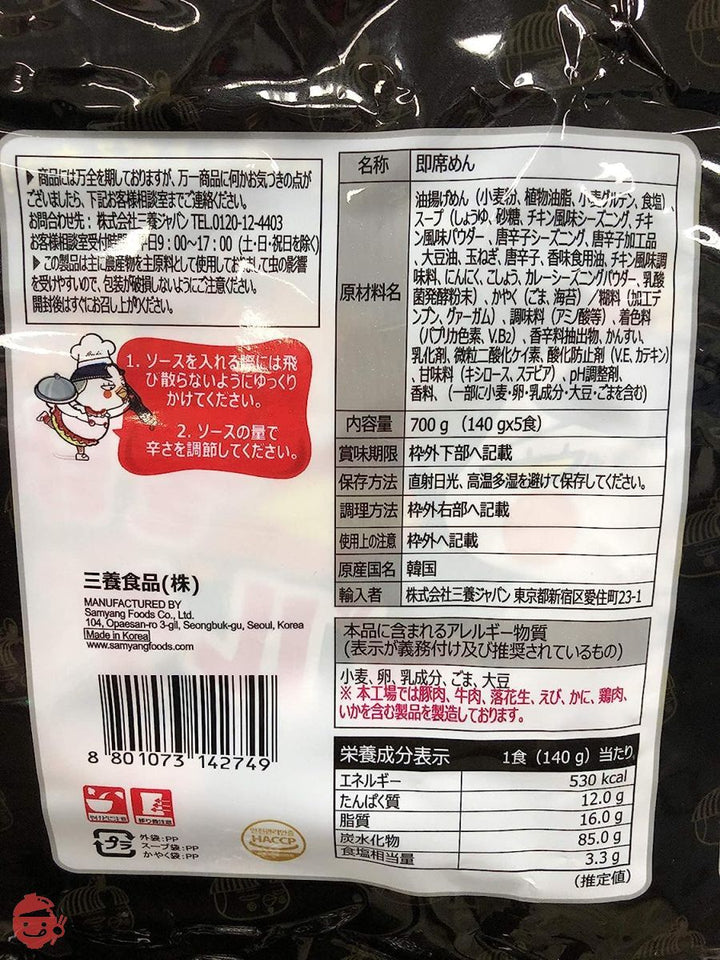 ▶ 商品には万全を期しておりますが、万一商品に何かお気づきの点が
ございましたら、下記お客様相談室までご連絡ください。
お問合わせ先：株式会社三養ジャパン TEL.0120-12-4403
お客様相談室受付時間 平日9：00〜17：00 (土・日・祝日を除く)
▶ この製品は主に農産物を主原料として使用しておりまして虫の影響
を受けやすいので、包装が破損しないようにご注意ください。
開封後はすぐにお召し上がりください。
1. ソースを入れる際には飛
び散らないようにゆっくり
かけてください。
2. ソースの量で
辛さを調節してください。
三養食品(株)
MANUFACTURED BY
Samyang Foods Co., Ltd.
104, Opaesan-ro 3-gil, Seongbuk-gu, Seoul, Korea
Made in Korea
www.samyangfoods.com
8 801073 142749
プラ
外袋:PP
スープ袋:PP
かやく袋:PP
HACCP
名称 即席めん
原材料名 油揚げめん（小麦粉、植物油脂、小麦グルテン、食塩）、
スープ（しょうゆ、砂糖、チキン風味シーズニング、チキ
ン風味パウダー、唐辛子シーズニング、唐辛子加工品
、大豆油、玉ねぎ、唐辛子、香味食用油、チキン風味調
味料、にんにく、こしょう、カレーシーズニングパウダー、乳酸
菌発酵粉末）、かやく（ごま、海苔）／糊料（加工デ
ンプン、グァーガム）、調味料（アミノ酸等）、着色料
（パプリカ色素、V.B₂）、香辛料抽出物、かんすい、
乳化剤、微粒二酸化ケイ素、酸化防止剤（V.E、カテキン）
、甘味料（キシロース、ステビア）、pH調整剤、
香料、（一部に小麦・卵・乳成分・大豆・ごまを含む）
内容量 700 g （140 gx5食）
賞味期限 枠外下部へ記載
保存方法 直射日光、高温多湿を避けて保存してください。
調理方法 枠外右部へ記載
使用上の注意 枠外へ記載
原産国名 韓国
輸入者 株式会社三養ジャパン 東京都新宿区愛住町23-1
本品に含まれるアレルギー物質
(表示が義務付け及び推奨されているもの)
小麦、卵、乳成分、ごま、大豆
※ 本工場では豚肉、牛肉、落花生、えび、かに、鶏肉、
いかを含む製品を製造しております。
栄養成分表示 1食（140 g）当たり
エネルギー 530 kcal
たんぱく質 12.0 g
脂質 16.0 g
炭水化物 85.0 g
食塩相当量 3.3 g
(推定値)